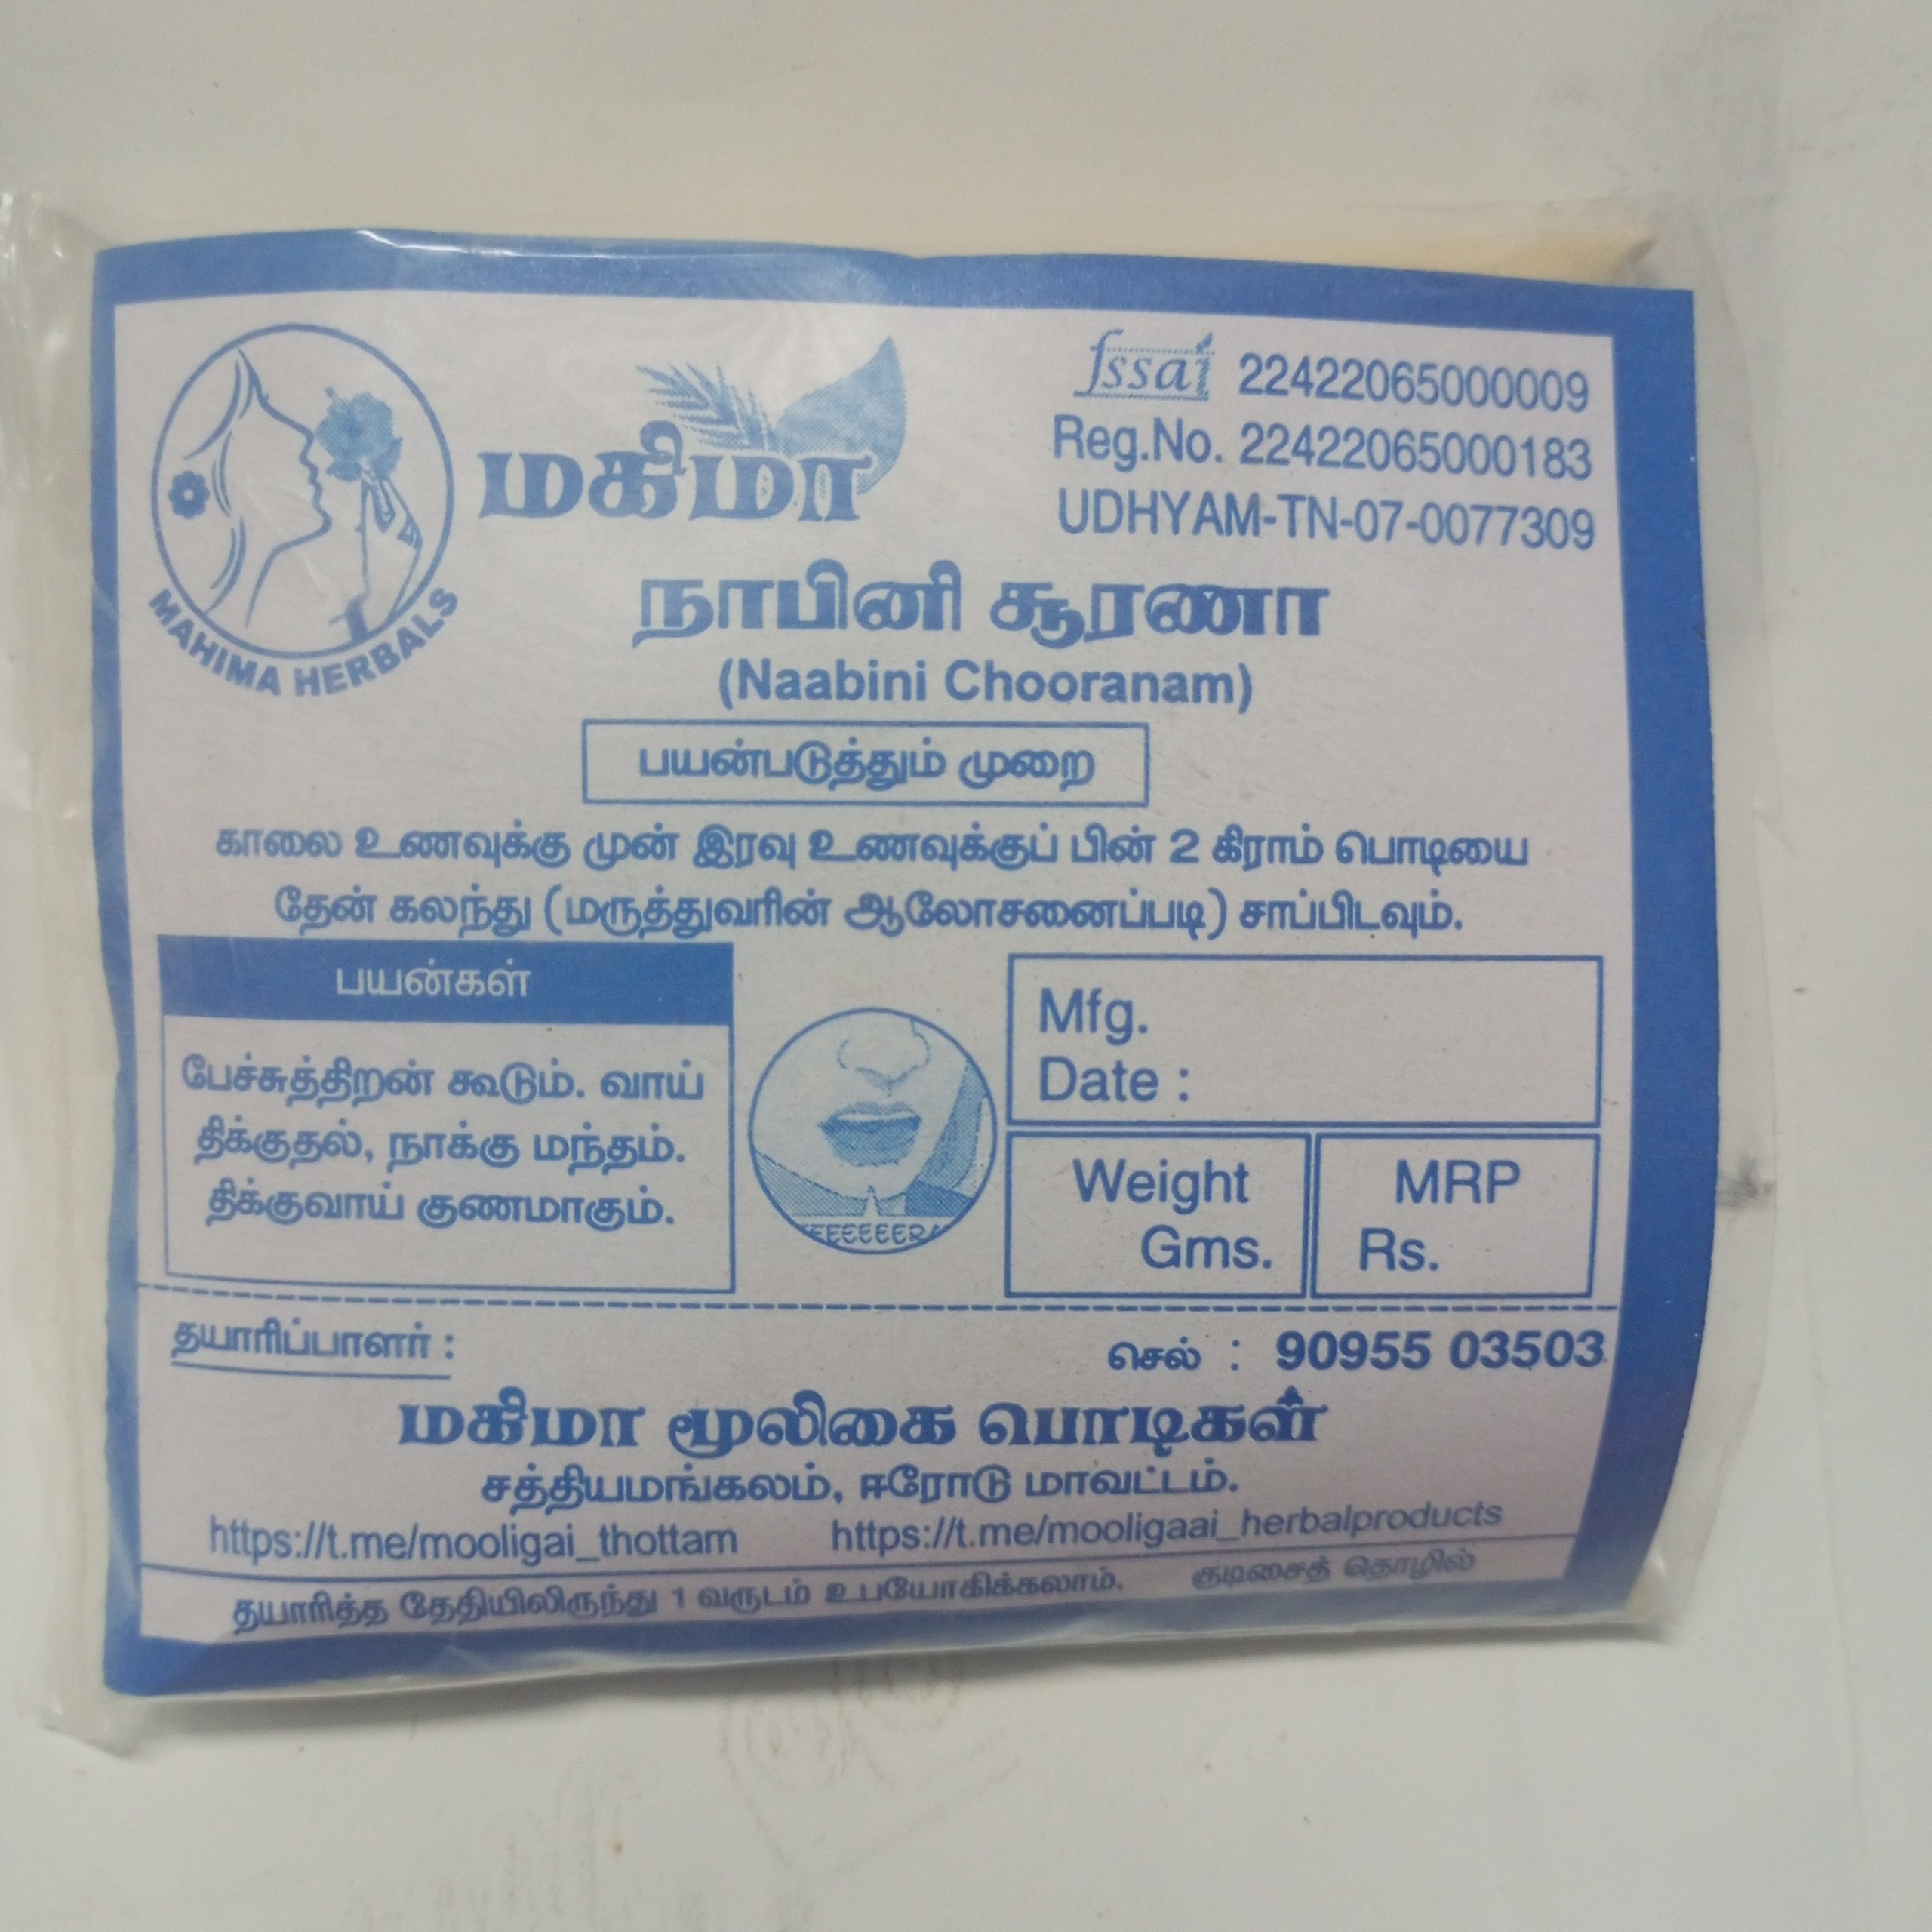 மகிமா
fssai 22422065000009
Reg.No. 22422065000183
UDHYAM-TN-07-0077309
MAHIMA HERBALS
நாபினி சூரணா
(Naabini Chooranam)
பயன்படுத்தும் முறை
காலை உணவுக்கு முன் இரவு உணவுக்குப் பின் 2 கிராம் பொடியை
தேன் கலந்து (மருத்துவரின் ஆலோசனைப்படி) சாப்பிடவும்.
பயன்கள்
பேச்சுத்திறன் கூடும். வாய்
திக்குதல், நாக்கு மந்தம்.
திக்குவாய் குணமாகும்.
Mfg.
Date :
Weight
Gms.
MRP
Rs.
தயாரிப்பாளர் :
செல் : 90955 03503
மகிமா மூலிகை பொடிகள்
சத்தியமங்கலம், ஈரோடு மாவட்டம்.
https://t.me/mooligai_thottam https://t.me/mooligaai_herbalproducts
தயாரித்த தேதியிலிருந்து 1 வருடம் உபயோகிக்கலாம். குடிசைத் தொழில்